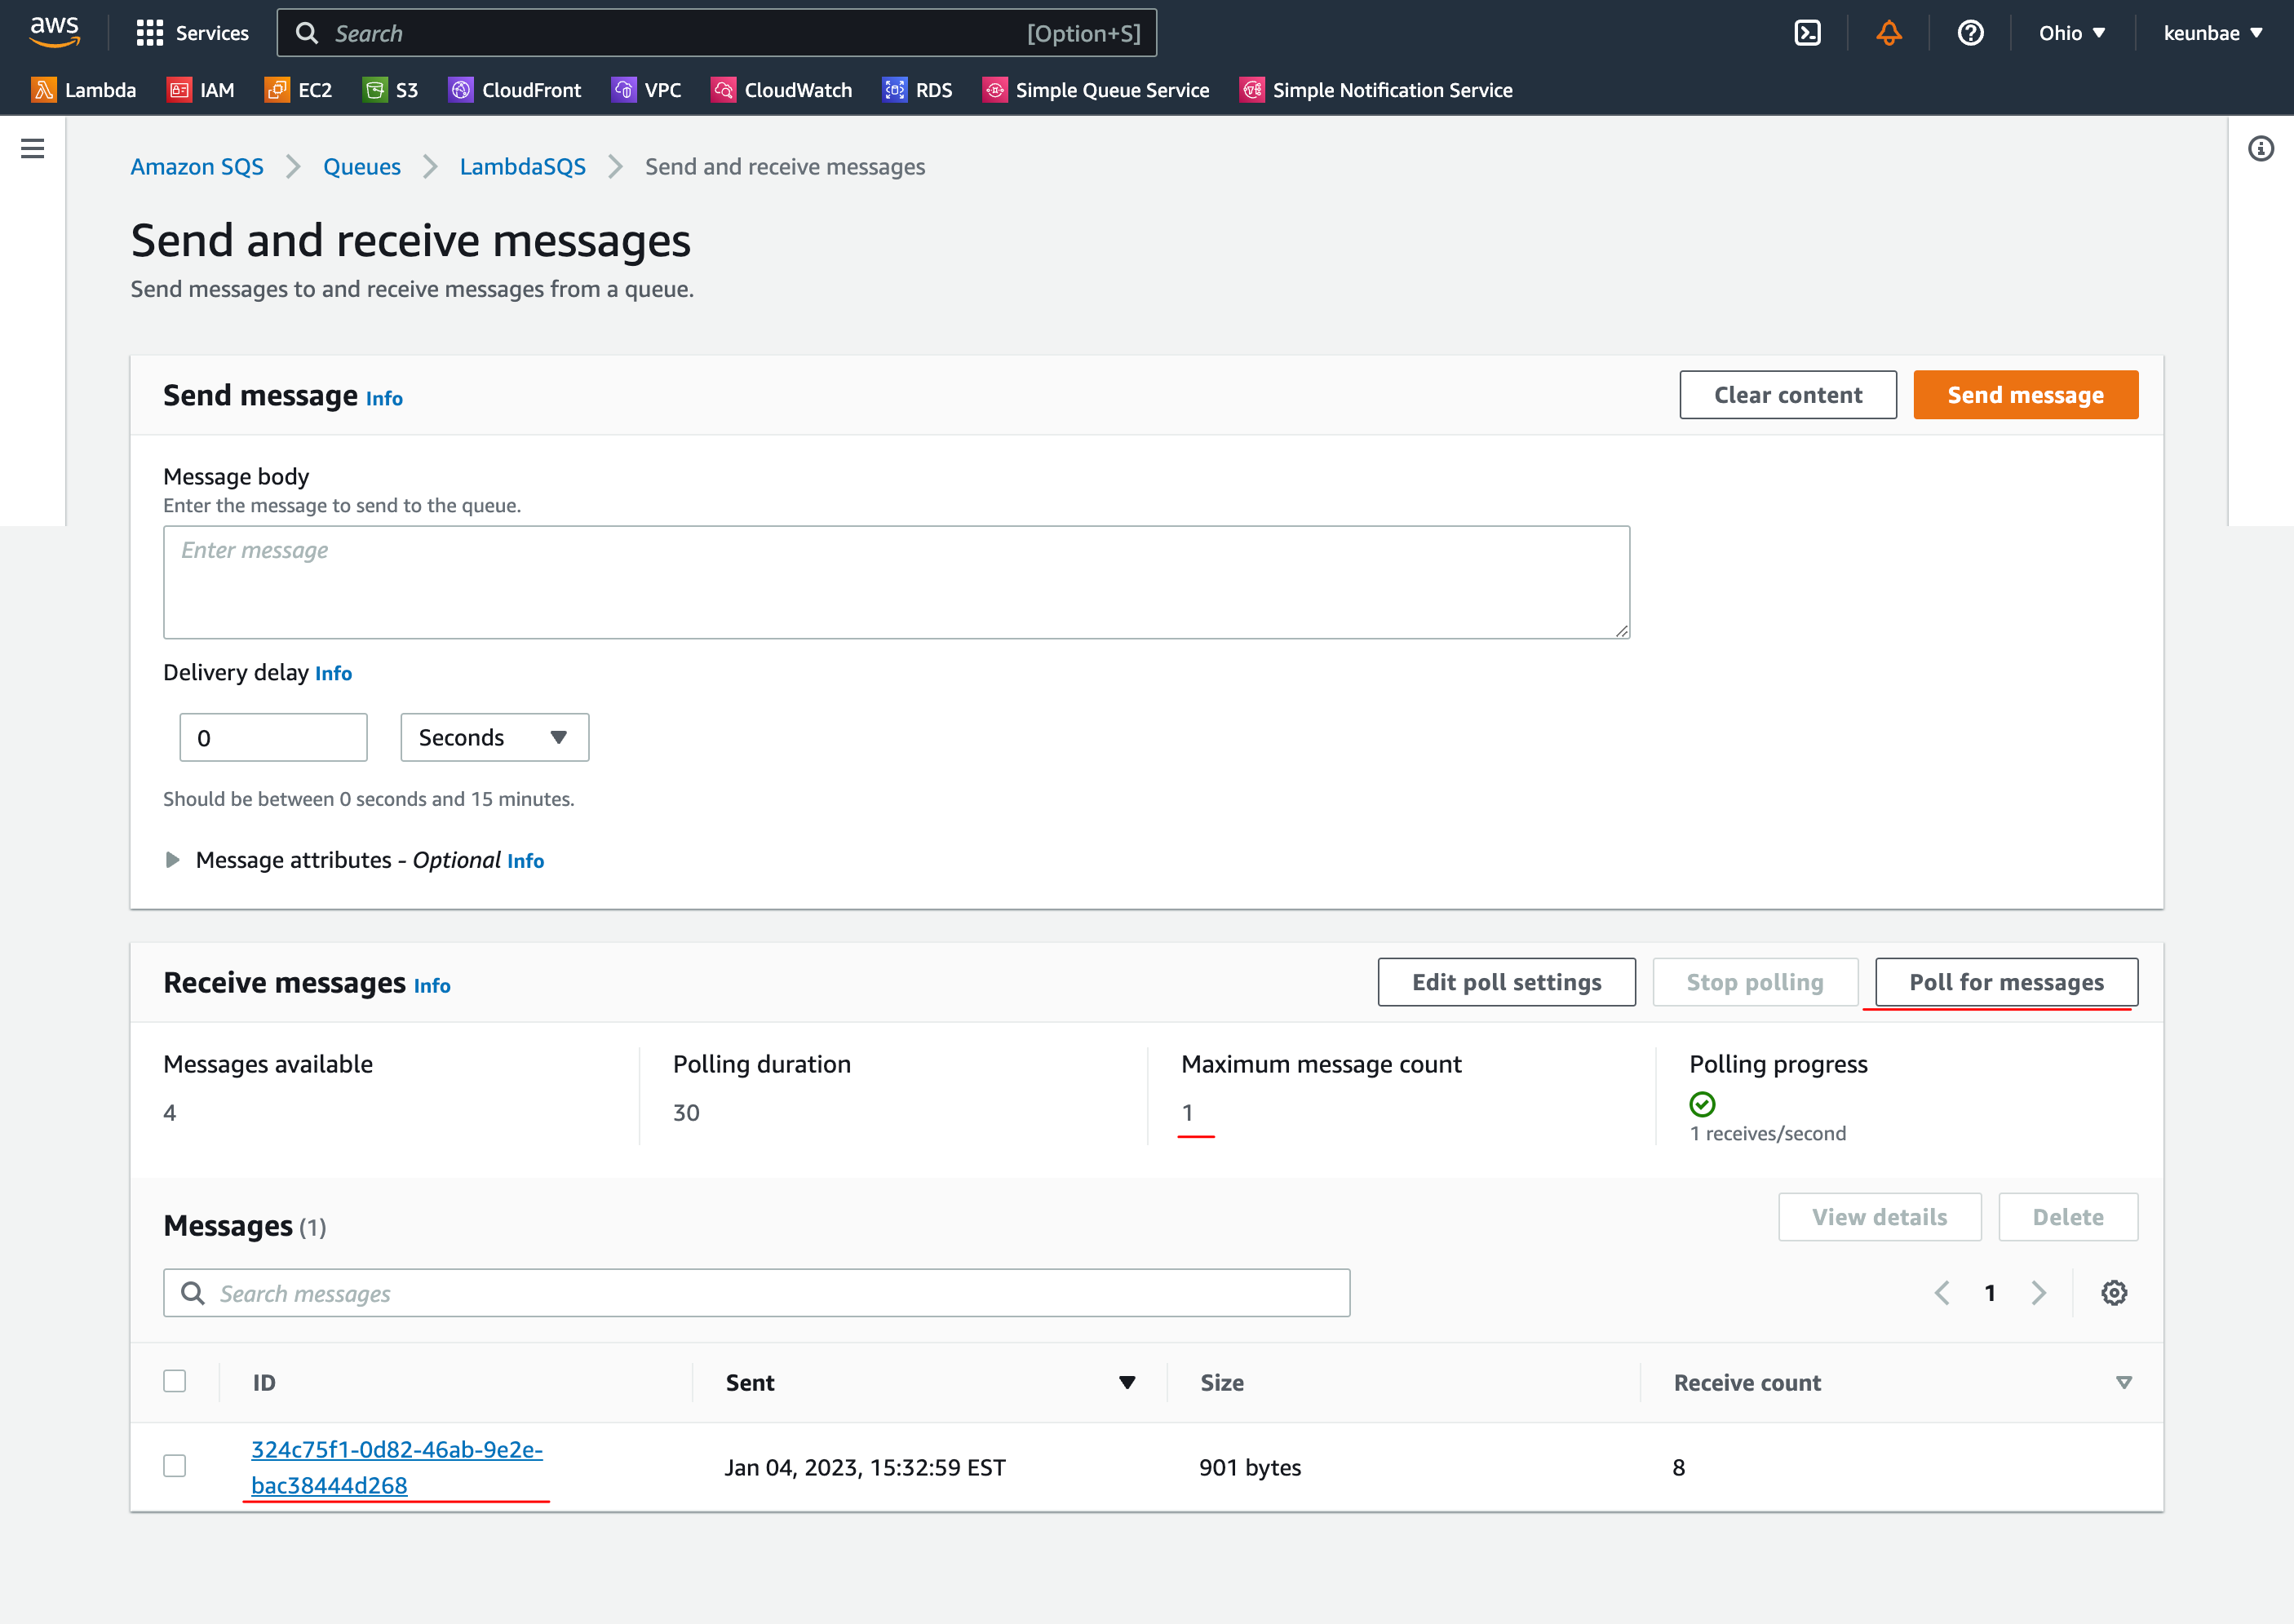 aws Services Search [Option+S] Ohio keunbae
Lambda IAM EC2 S3 CloudFront VPC CloudWatch RDS Simple Queue Service Simple Notification Service
Amazon SQS Queues LambdaSQS Send and receive messages
Send and receive messages
Send messages to and receive messages from a queue.
Send message Info Clear content Send message
Message body
Enter the message to send to the queue.
Enter message
Delivery delay Info
0 Seconds
Should be between 0 seconds and 15 minutes.
Message attributes - Optional Info
Receive messages Info Edit poll settings Stop polling Poll for messages
Messages available Polling duration Maximum message count Polling progress
4 30 1
1 receives/second
Messages (1) View details Delete
Search messages 1
ID Sent Size Receive count
324c75f1-0d82-46ab-9e2e-
bac38444d268 Jan 04, 2023, 15:32:59 EST 901 bytes 8